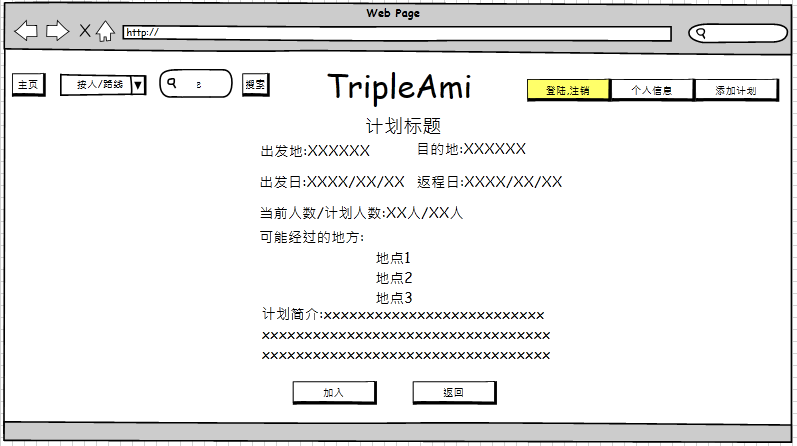 Web Page
http://
主页
按人/路线
搜索
TripleAmi
登陆,注销
个人信息
添加计划
计划标题
出发地:XXXXXX 目的地:XXXXXX
出发日:XXXX/XX/XX 返程日:XXXX/XX/XX
当前人数/计划人数:XX人/XX人
可能经过的地方:
地点1
地点2
地点3
计划简介:xxxxxxxxxxxxxxxxxxxxxxxxxx
xxxxxxxxxxxxxxxxxxxxxxxxxxxxxxxxxx
xxxxxxxxxxxxxxxxxxxxxxxxxxxxxxxxxx
加入
返回